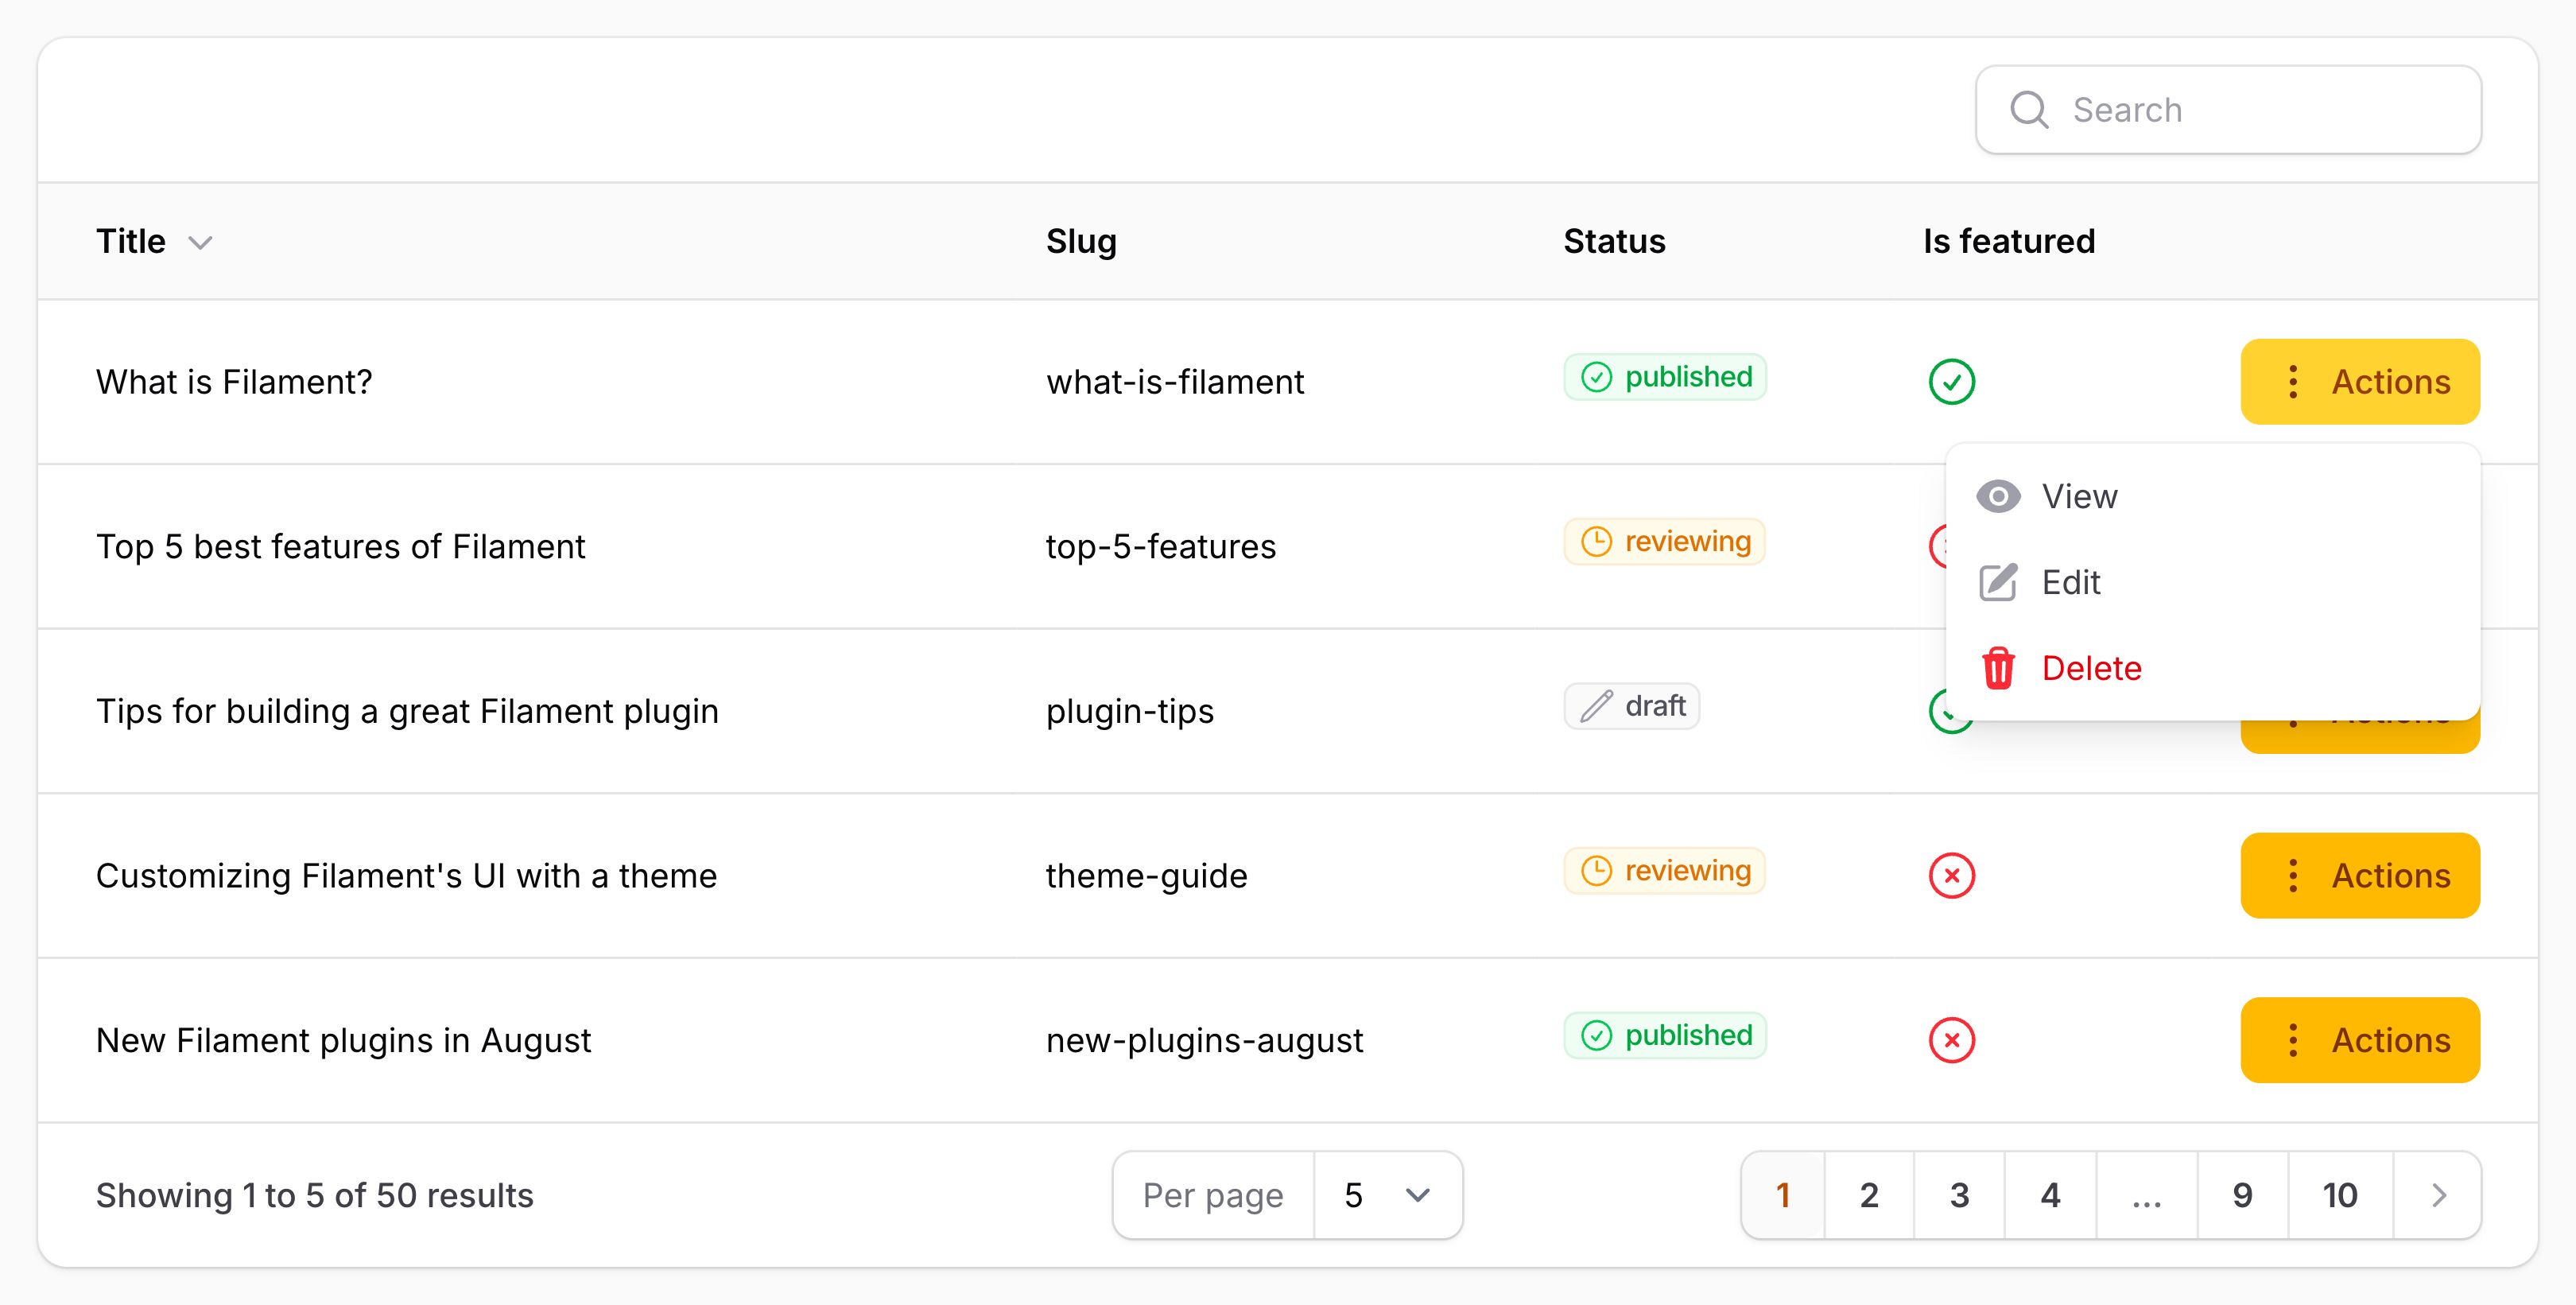 Search
Title Slug Status Is featured
What is Filament? what-is-filament published Actions
View
Top 5 best features of Filament top-5-features reviewing
Edit
Delete
Tips for building a great Filament plugin plugin-tips draft
Customizing Filament's UI with a theme theme-guide reviewing Actions
New Filament plugins in August new-plugins-august published Actions
Showing 1 to 5 of 50 results Per page 5 1 2 3 4 ... 9 10